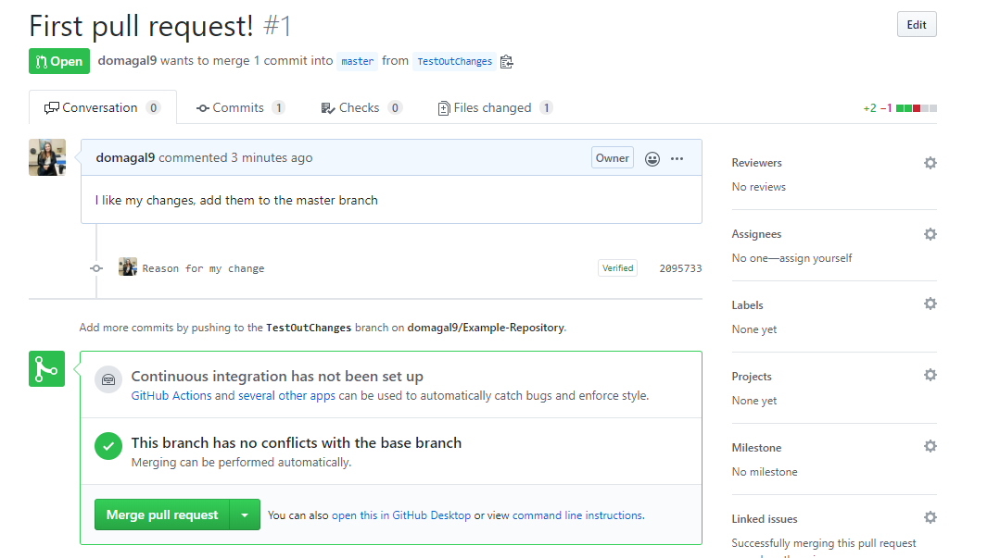 First pull request! #1
Edit
Open domagal9 wants to merge 1 commit into master from TestOutChanges
Conversation 0 Commits 1 Checks 0 Files changed 1 +2 −1
domagal9 commented 3 minutes ago Owner
I like my changes, add them to the master branch
Reason for my change Verified 2095733
Add more commits by pushing to the TestOutChanges branch on domagal9/Example-Repository.
Continuous integration has not been set up
GitHub Actions and several other apps can be used to automatically catch bugs and enforce style.
This branch has no conflicts with the base branch
Merging can be performed automatically.
Merge pull request You can also open this in GitHub Desktop or view command line instructions.
Reviewers
No reviews
Assignees
No one—assign yourself
Labels
None yet
Projects
None yet
Milestone
No milestone
Linked issues
Successfully merging this pull request